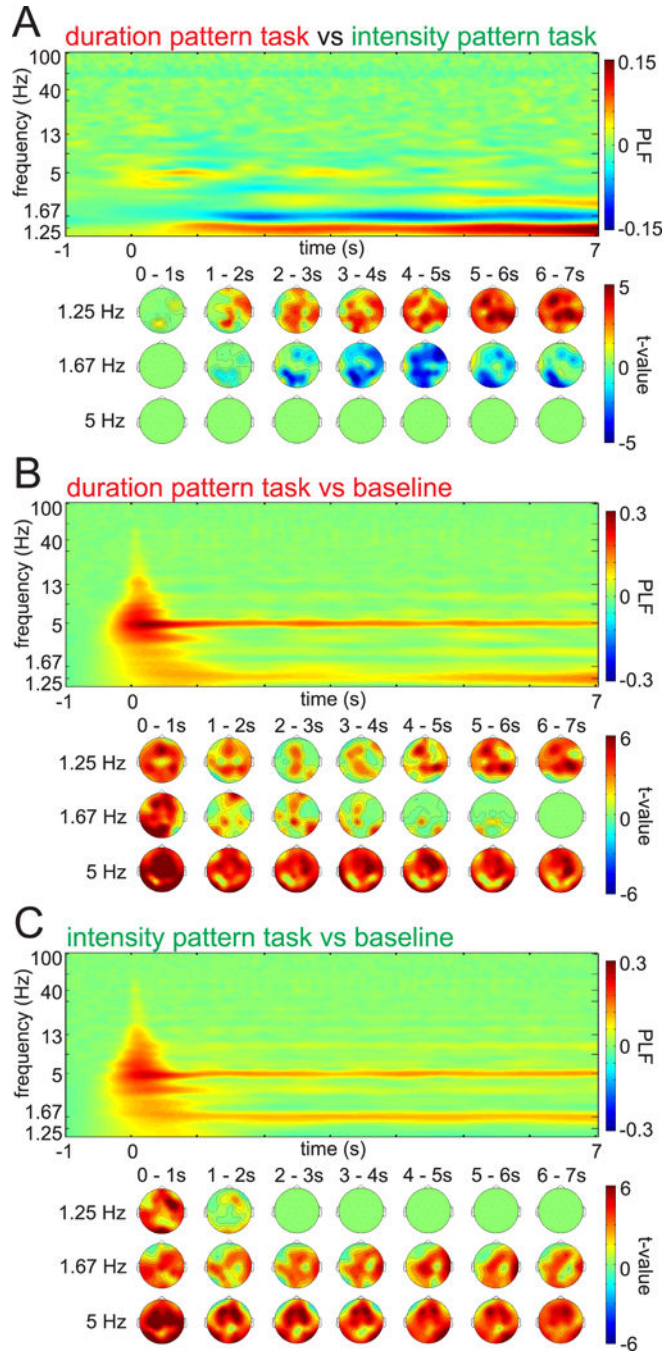 A
duration pattern task vs intensity pattern task
100
40
13
5
1.67
1.25
frequency (Hz)
-1 0 time (s) 7
0.15
0
-0.15
PLF
0 - 1s 1 - 2s 2 - 3s 3 - 4s 4 - 5s 5 - 6s 6 - 7s
1.25 Hz
1.67 Hz
5 Hz
5
0
-5
t-value
B
duration pattern task vs baseline
100
40
13
5
1.67
1.25
frequency (Hz)
-1 0 time (s) 7
0.3
0
-0.3
PLF
0 - 1s 1 - 2s 2 - 3s 3 - 4s 4 - 5s 5 - 6s 6 - 7s
1.25 Hz
1.67 Hz
5 Hz
6
0
-6
t-value
C
intensity pattern task vs baseline
100
40
13
5
1.67
1.25
frequency (Hz)
-1 0 time (s) 7
0.3
0
-0.3
PLF
0 - 1s 1 - 2s 2 - 3s 3 - 4s 4 - 5s 5 - 6s 6 - 7s
1.25 Hz
1.67 Hz
5 Hz
6
0
-6
t-value